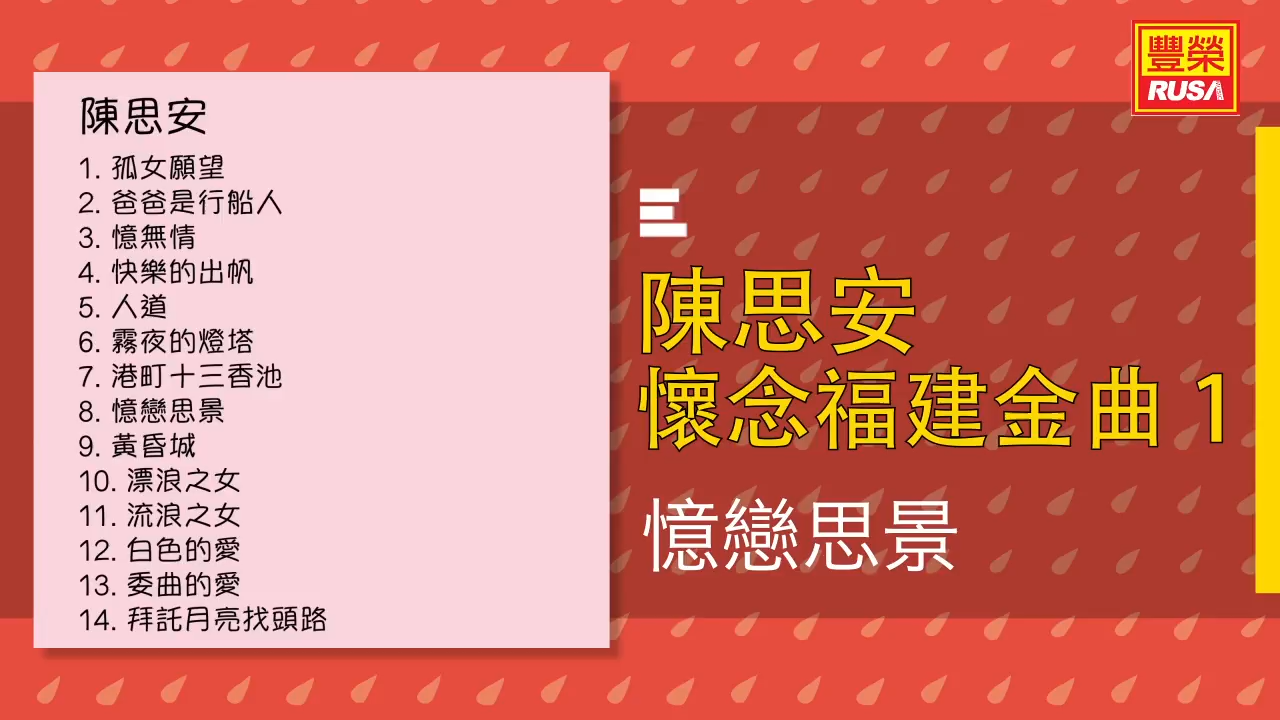 陳思安
1. 孤女願望
2. 爸爸是行船人
3. 憶無情
4. 快樂的出帆
5. 人道
6. 霧夜的燈塔
7. 港町十三香池
8. 憶戀思景
9. 黃昏城
10. 漂浪之女
11. 流浪之女
12. 白色的愛
13. 委曲的愛
14. 拜託月亮找頭路
豐榮
RUSA
陳思安
懷念福建金曲 1
憶戀思景